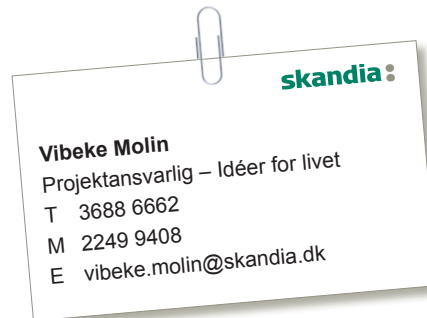 skandia:
Vibeke Molin
Projektansvarlig – Idéer for livet
T 3688 6662
M 2249 9408
E vibeke.molin@skandia.dk